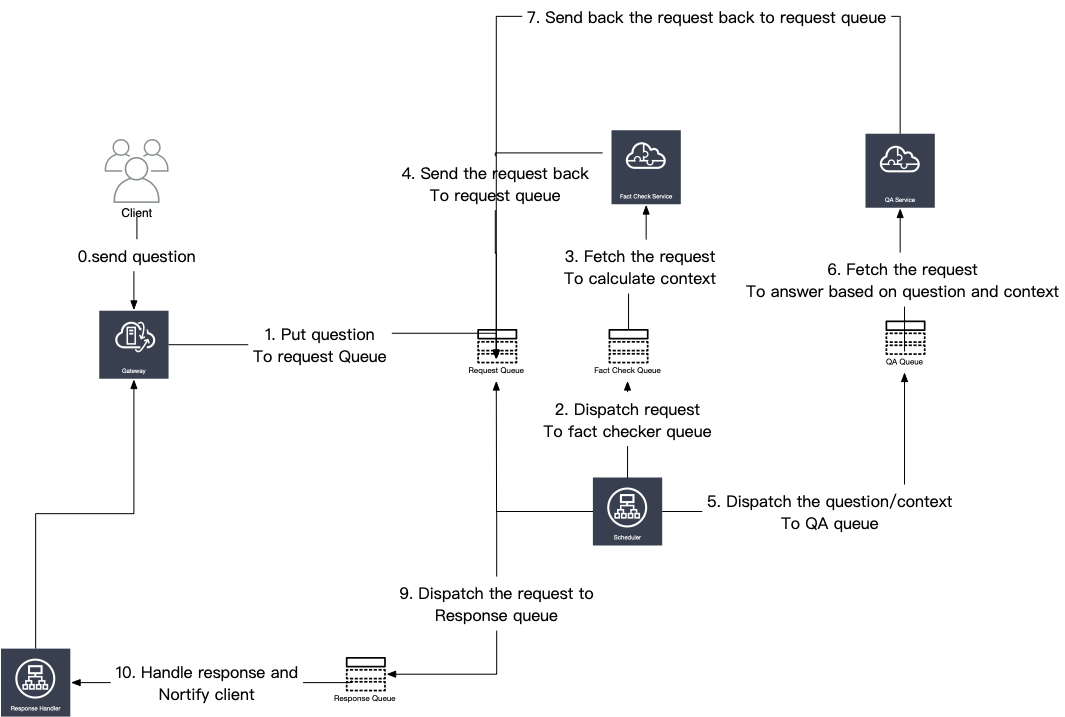 7. Send back the request back to request queue
4. Send the request back
To request queue
Fact Check Service
QA Service
Client
0.send question
3. Fetch the request
To calculate context
6. Fetch the request
To answer based on question and context
1. Put question
To request Queue
Gateway
Request Queue
Fact Check Queue
QA Queue
2. Dispatch request
To fact checker queue
5. Dispatch the question/context
To QA queue
Scheduler
9. Dispatch the request to
Response queue
10. Handle response and
Nortify client
Response Queue
Response Handler